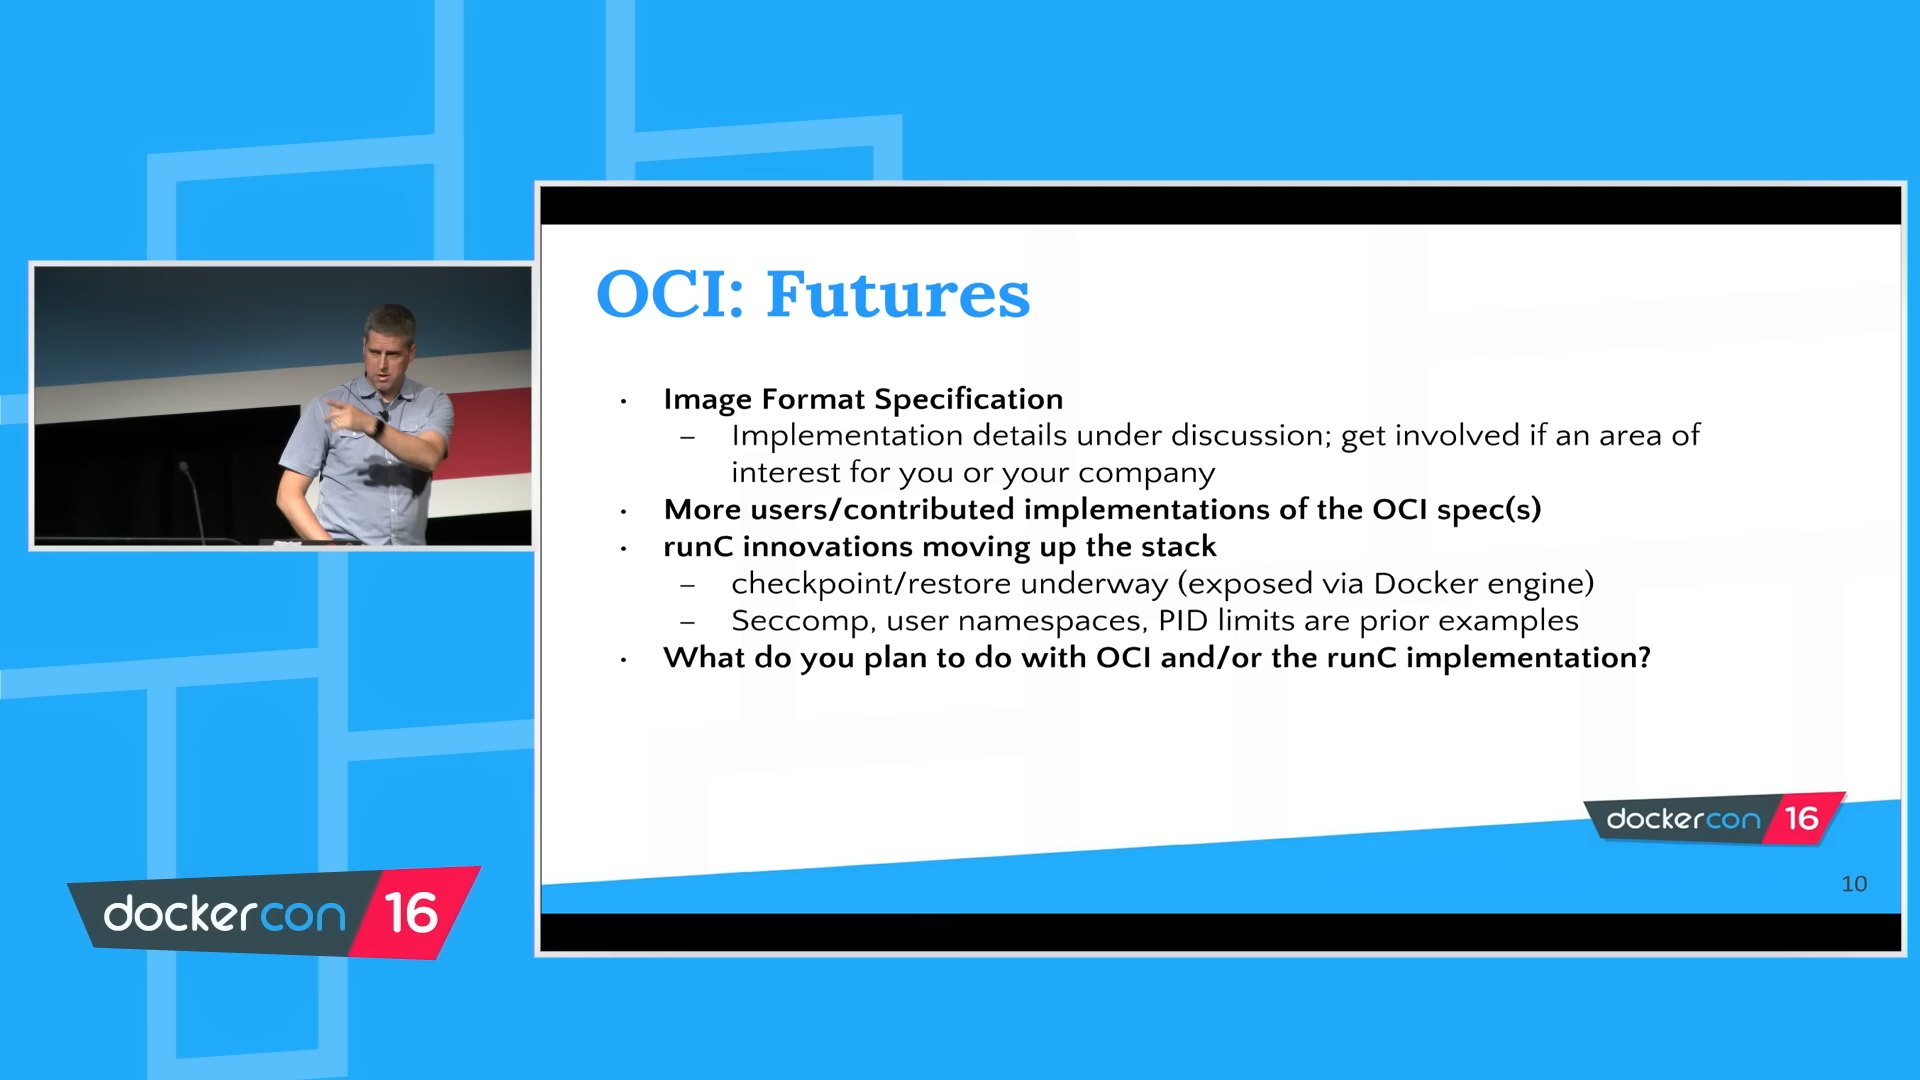 OCI: Futures
• Image Format Specification
– Implementation details under discussion; get involved if an area of
interest for you or your company
• More users/contributed implementations of the OCI spec(s)
• runC innovations moving up the stack
– checkpoint/restore underway (exposed via Docker engine)
– Seccomp, user namespaces, PID limits are prior examples
• What do you plan to do with OCI and/or the runC implementation?
dockercon 16
10
dockercon 16